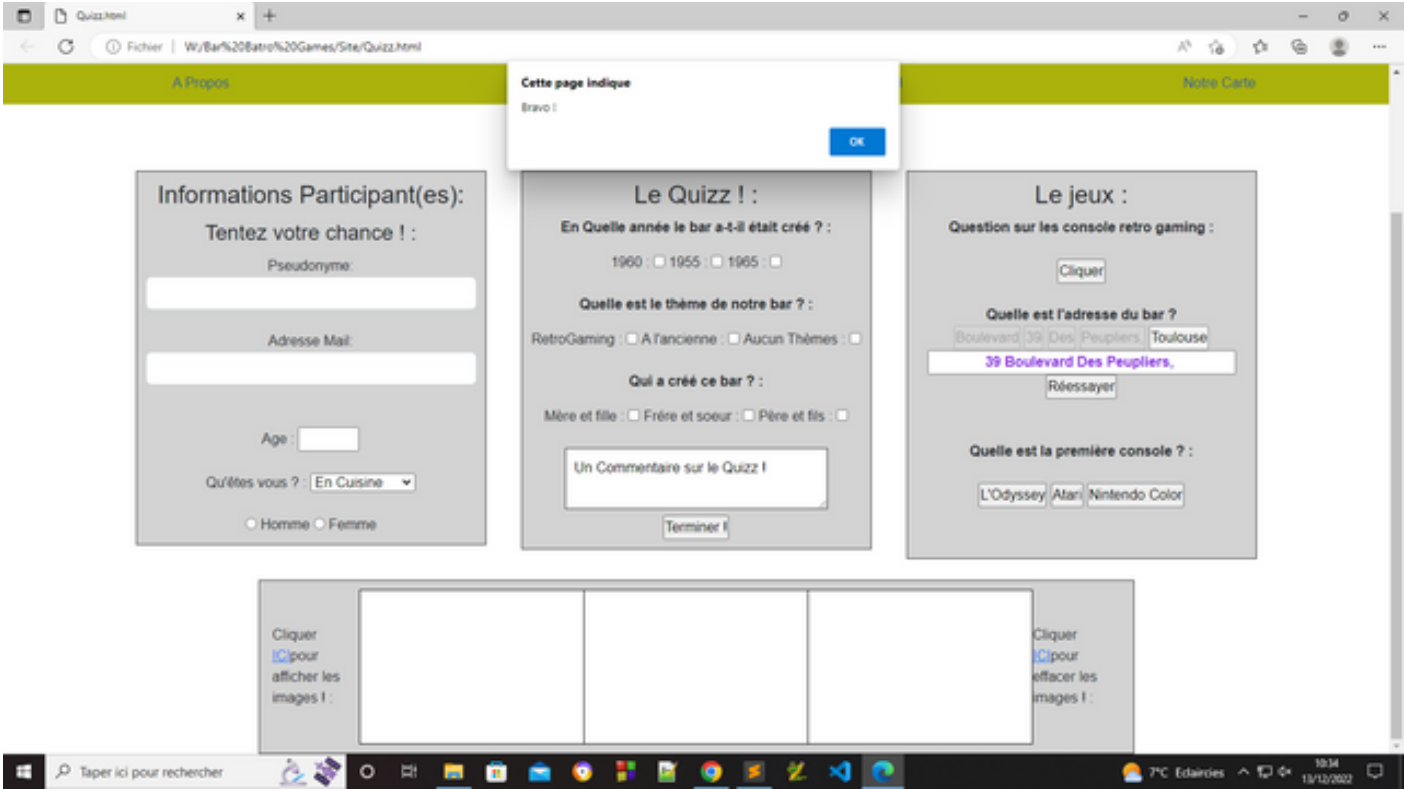 Quizz.html
Fichier | W:/Bar%20Batro%20Games/Site/Quizz.html
A Propos
Notre Carte
Cette page indique
Bravo !
OK
Informations Participant(es):
Tentez votre chance ! :
Pseudonyme:
Adresse Mail:
Age :
Qu'êtes vous ? : En Cuisine
Homme Femme
Le Quizz ! :
En Quelle année le bar a-t-il était créé ? :
1960 : 1955 : 1965 :
Quelle est le thème de notre bar ? :
RetroGaming : A l'ancienne : Aucun Thèmes :
Qui a créé ce bar ? :
Mère et fille : Frére et soeur : Père et fils :
Un Commentaire sur le Quizz !
Terminer !
Le jeux :
Question sur les console retro gaming :
Cliquer
Quelle est l'adresse du bar ?
Boulevard 39 Des Peupliers, Toulouse
39 Boulevard Des Peupliers,
Réessayer
Quelle est la première console ? :
L'Odyssey Atari Nintendo Color
Cliquer
ICIpour
afficher les
images ! :
Cliquer
ICIpour
effacer les
images ! :
Taper ici pour rechercher
7°C Eclaircies
10:34
13/12/2022